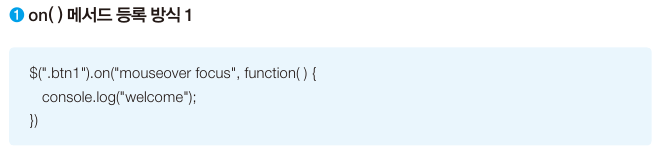 ❶ on( ) 메서드 등록 방식 1
$(".btn1").on("mouseover focus", function( ) {
console.log("welcome");
})